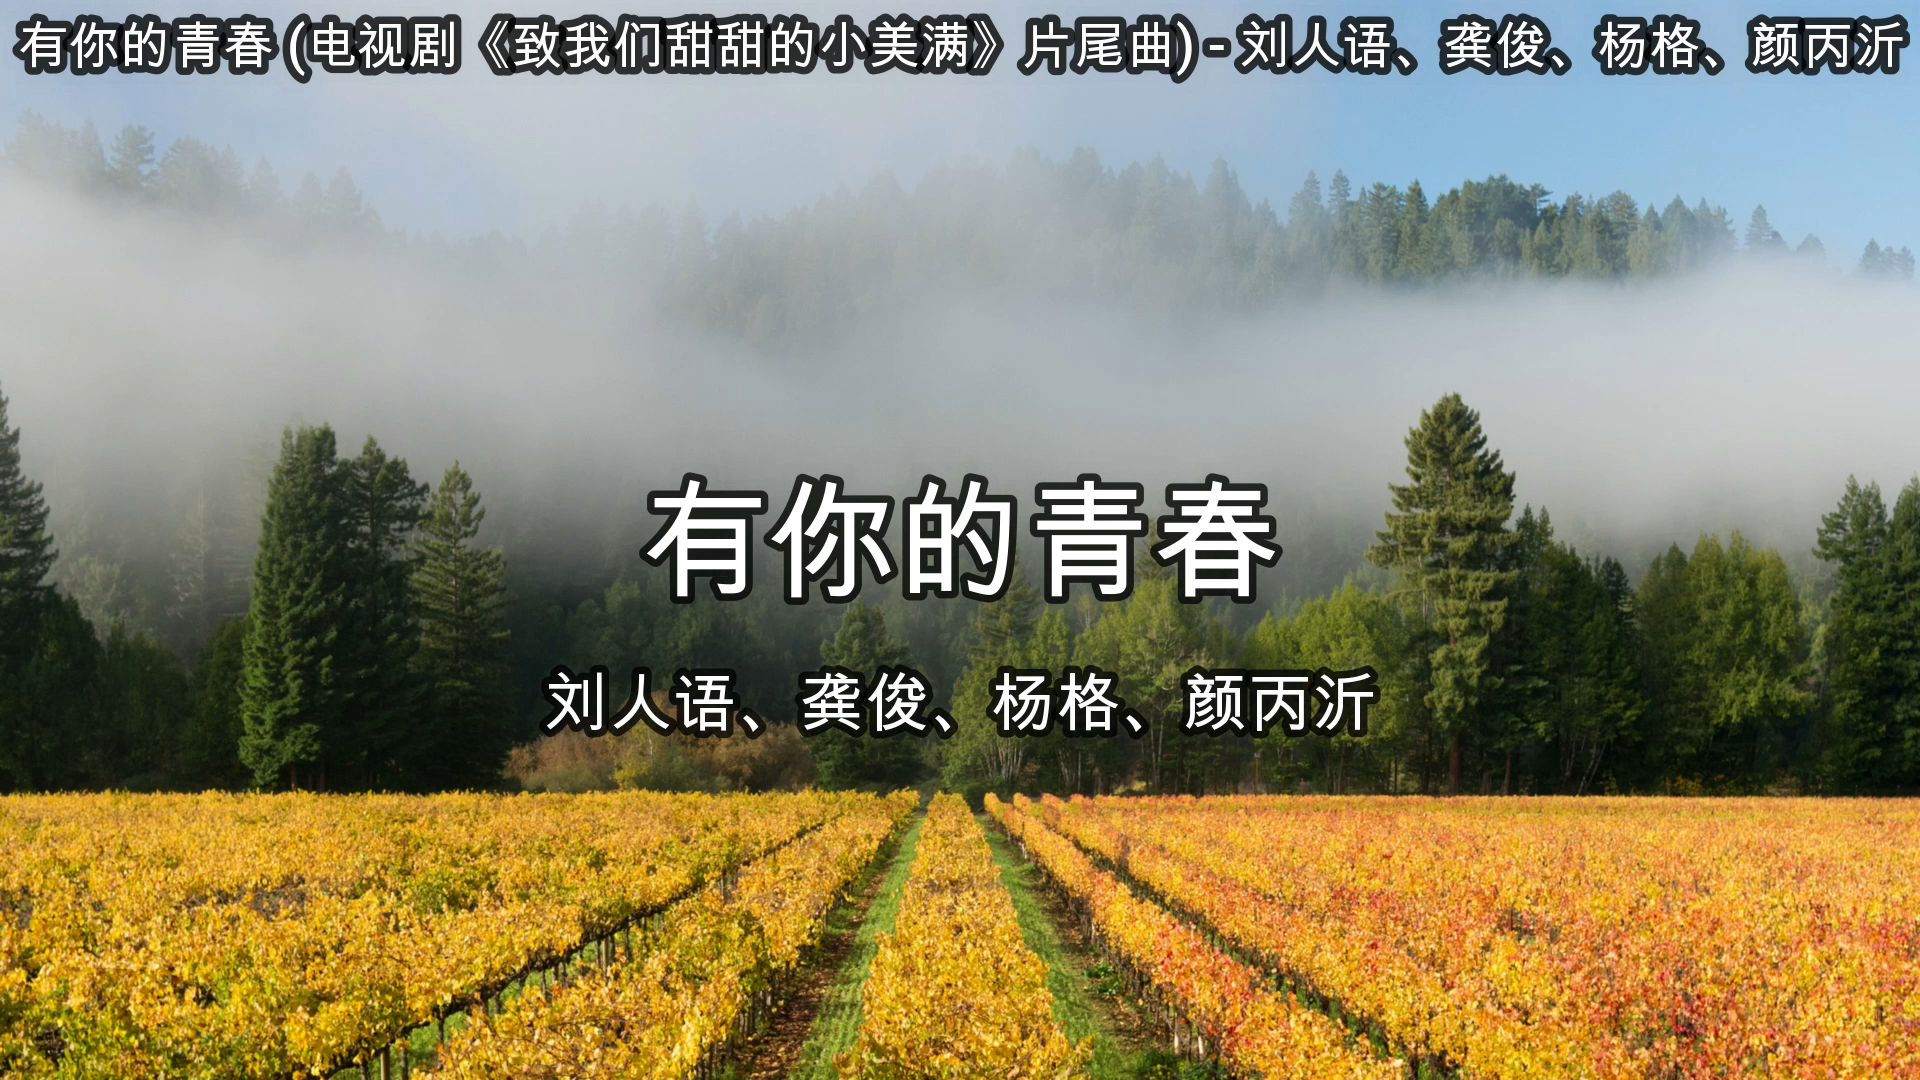 有你的青春(电视剧《致我们甜甜的小美满》片尾曲) - 刘人语、龚俊、杨格、颜丙沂
有你的青春
刘人语、龚俊、杨格、颜丙沂